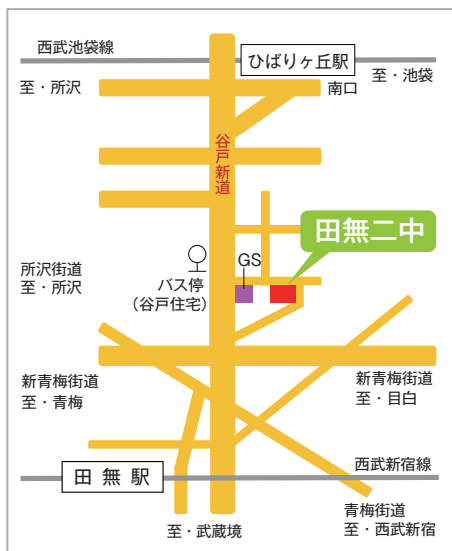 西武池袋線
ひばりヶ丘駅
至・所沢
至・池袋
南口
谷戸新道
田無二中
GS
所沢街道
至・所沢
バス停
（谷戸住宅）
新青梅街道
至・青梅
新青梅街道
至・目白
西武新宿線
田無駅
青梅街道
至・西武新宿
至・武蔵境